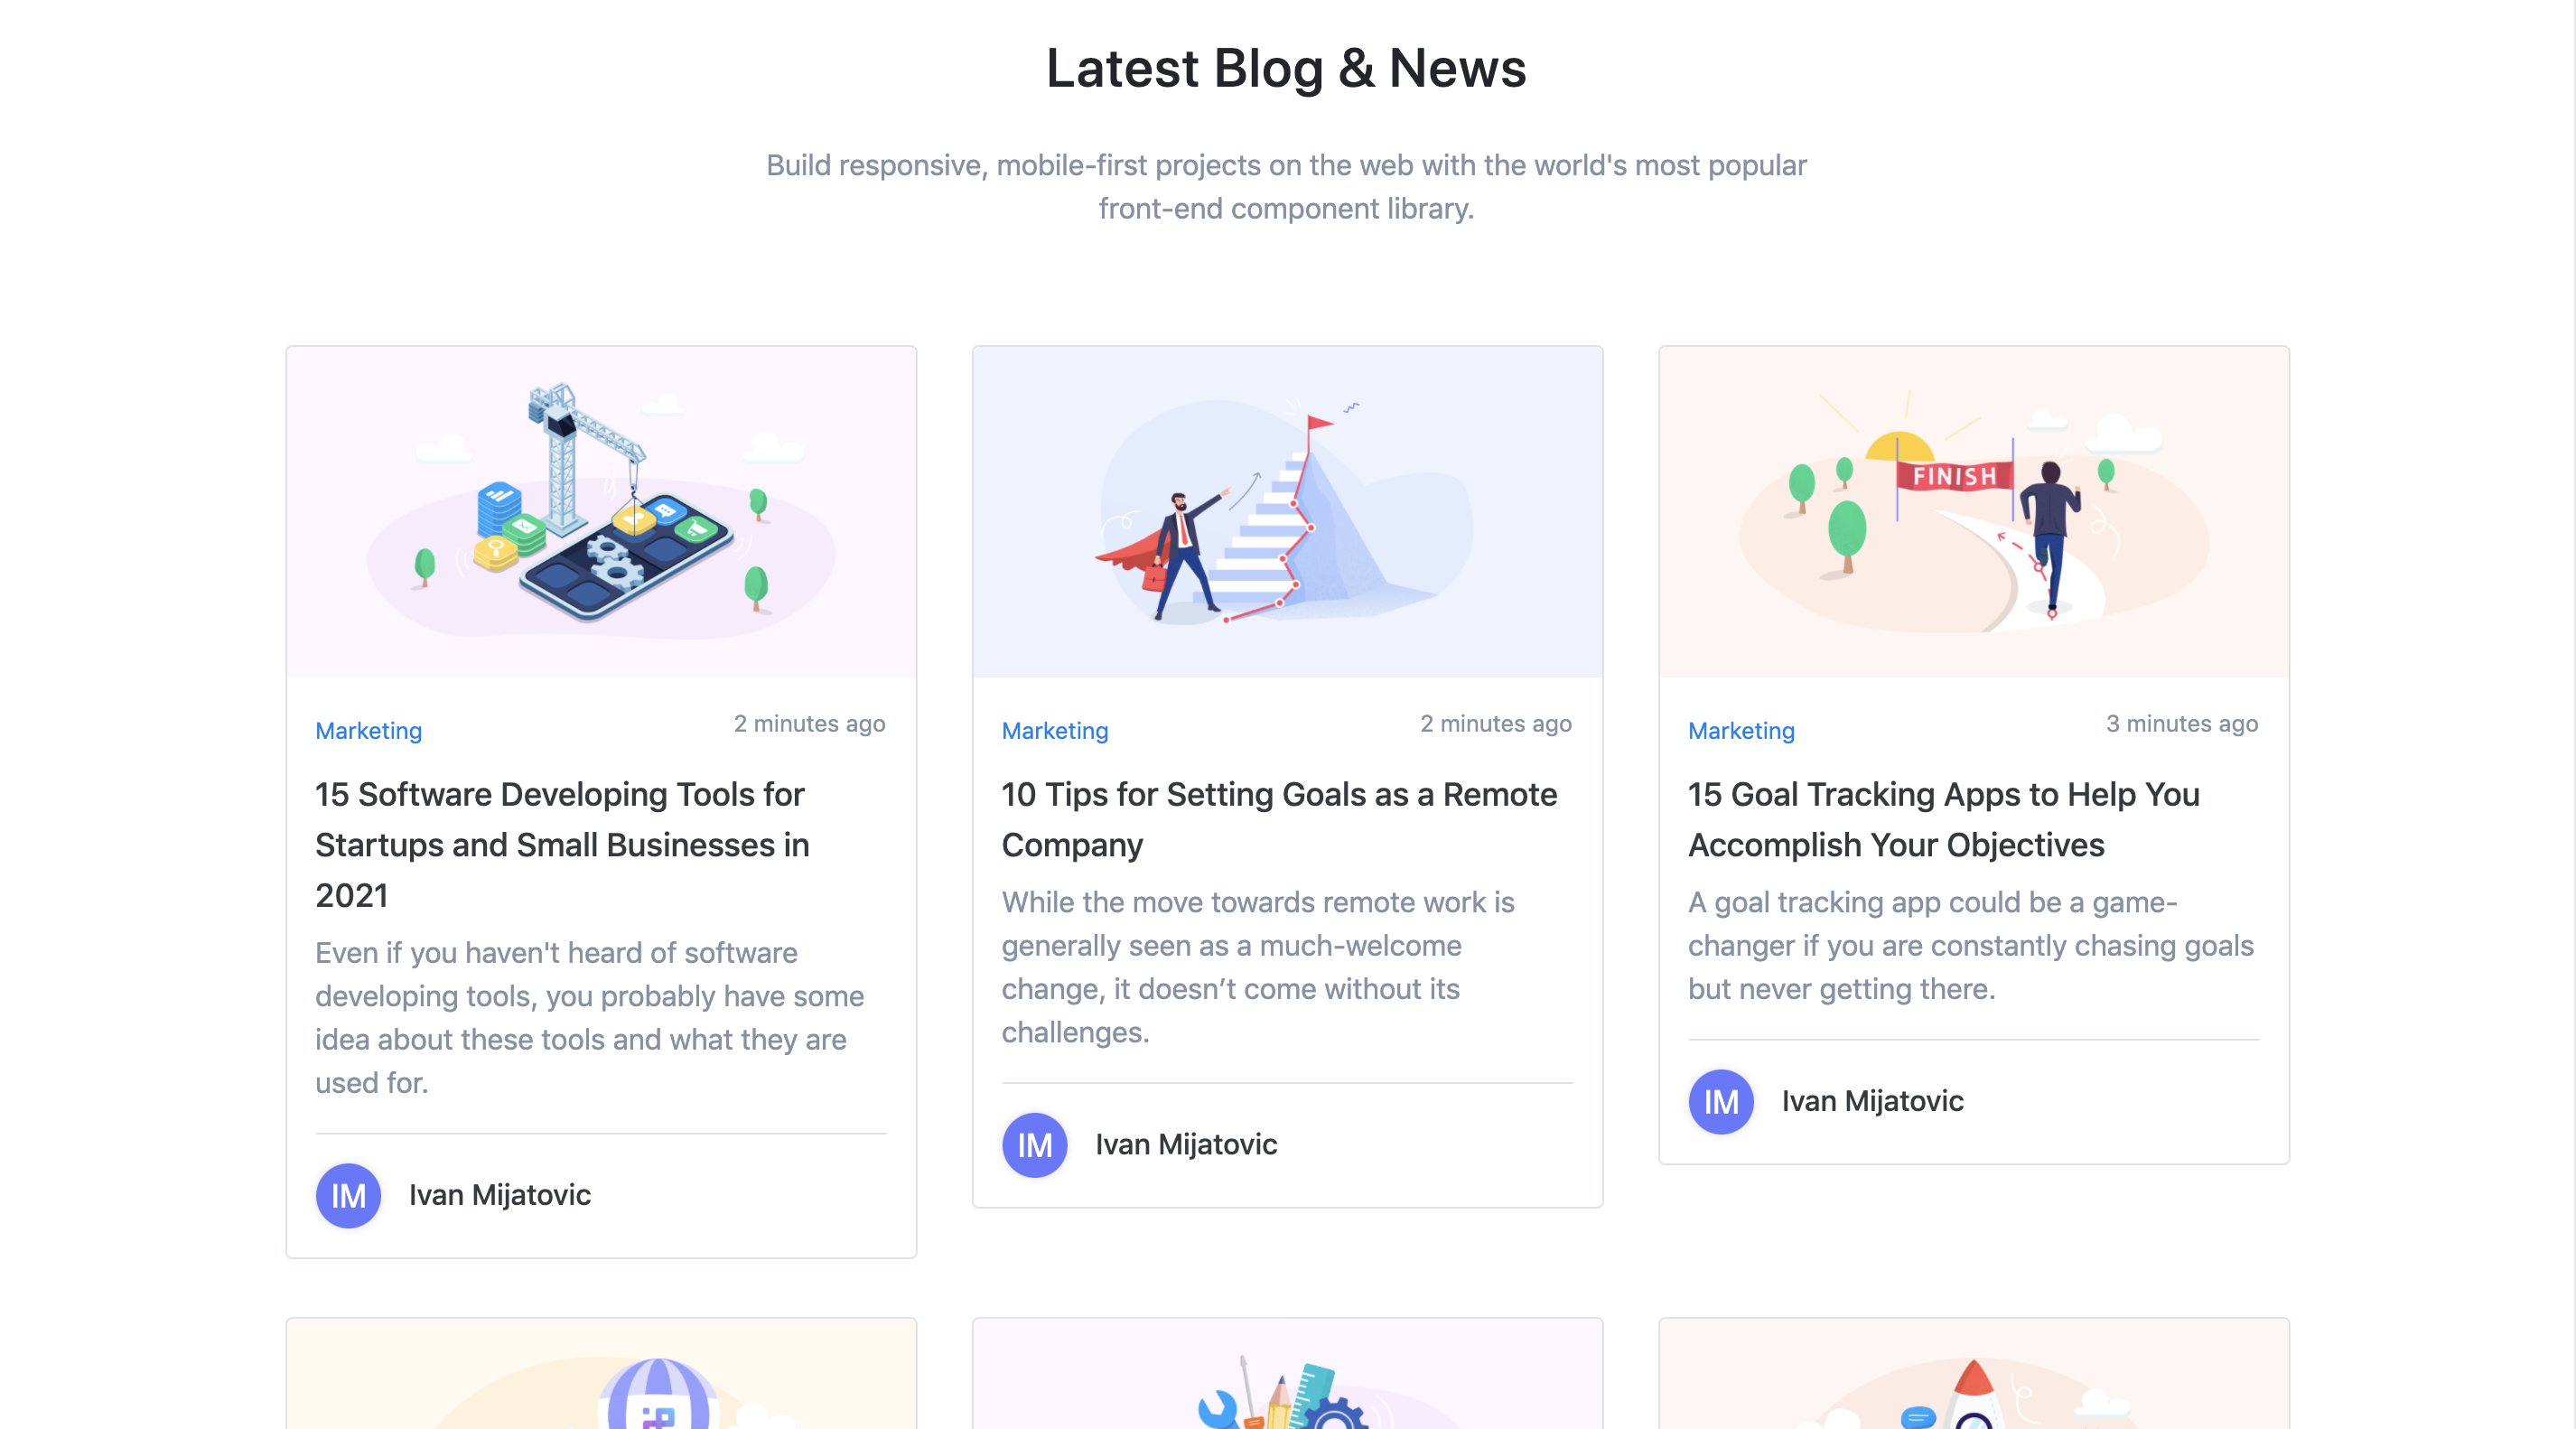 Latest Blog & News
Build responsive, mobile-first projects on the web with the world's most popular
front-end component library.
FINISH
Marketing
2 minutes ago
15 Software Developing Tools for
Startups and Small Businesses in
2021
Even if you haven't heard of software
developing tools, you probably have some
idea about these tools and what they are
used for.
IM
Ivan Mijatovic
Marketing
2 minutes ago
10 Tips for Setting Goals as a Remote
Company
While the move towards remote work is
generally seen as a much-welcome
change, it doesn’t come without its
challenges.
IM
Ivan Mijatovic
Marketing
3 minutes ago
15 Goal Tracking Apps to Help You
Accomplish Your Objectives
A goal tracking app could be a game-
changer if you are constantly chasing goals
but never getting there.
IM
Ivan Mijatovic